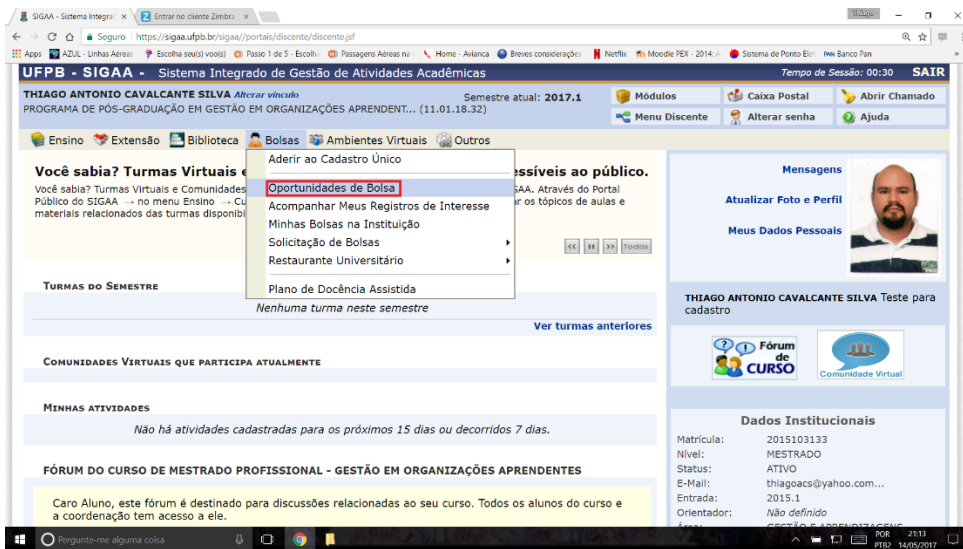 SIGAA - Sistema Integrac
Entrar no cliente Zimbra
Thiago
Seguro
https://sigaa.ufpb.br/sigaa//portais/discente/discente.jsf
Apps
AZUL - Linhas Aéreas
Escolha seu(s) voo(s)
Passo 1 de 5 - Escolh
Passagens Aéreas na
Home - Avianca
Breves considerações
Netflix
Moodle PEX - 2014:
Sistema de Ponto Ele
PAN Banco Pan
UFPB - SIGAA - Sistema Integrado de Gestão de Atividades Acadêmicas
Tempo de Sessão: 00:30 SAIR
THIAGO ANTONIO CAVALCANTE SILVA Alterar vínculo
Semestre atual: 2017.1
PROGRAMA DE PÓS-GRADUAÇÃO EM GESTÃO EM ORGANIZAÇÕES APRENDENT... (11.01.18.32)
Módulos
Caixa Postal
Abrir Chamado
Menu Discente
Alterar senha
Ajuda
Ensino
Extensão
Biblioteca
Bolsas
Ambientes Virtuais
Outros
Aderir ao Cadastro Único
Oportunidades de Bolsa
Acompanhar Meus Registros de Interesse
Minhas Bolsas na Instituição
Solicitação de Bolsas
Restaurante Universitário
Plano de Docência Assistida
Você sabia? Turmas Virtuais e
essíveis ao público.
Você sabia? Turmas Virtuais e Comunidades
GAA. Através do Portal
Público do SIGAA → no menu Ensino → Cu
ar os tópicos de aulas e
materiais relacionados das turmas disponibi
Todas
TURMAS DO SEMESTRE
Nenhuma turma neste semestre
Ver turmas anteriores
COMUNIDADES VIRTUAIS QUE PARTICIPA ATUALMENTE
MINHAS ATIVIDADES
Não há atividades cadastradas para os próximos 15 dias ou decorridos 7 dias.
FÓRUM DO CURSO DE MESTRADO PROFISSIONAL - GESTÃO EM ORGANIZAÇÕES APRENDENTES
Caro Aluno, este fórum é destinado para discussões relacionadas ao seu curso. Todos os alunos do curso e
a coordenação tem acesso a ele.
Mensagens
Atualizar Foto e Perfil
Meus Dados Pessoais
THIAGO ANTONIO CAVALCANTE SILVA Teste para
cadastro
Fórum
de
CURSO
Comunidade Virtual
Dados Institucionais
Matrícula: 2015103133
Nível: MESTRADO
Status: ATIVO
E-Mail: thiagoacs@yahoo.com...
Entrada: 2015.1
Orientador: Não definido
Área: GESTÃO E APRENDIZAGENS
Pergunte-me alguma coisa
POR
PTB2
21:13
14/05/2017